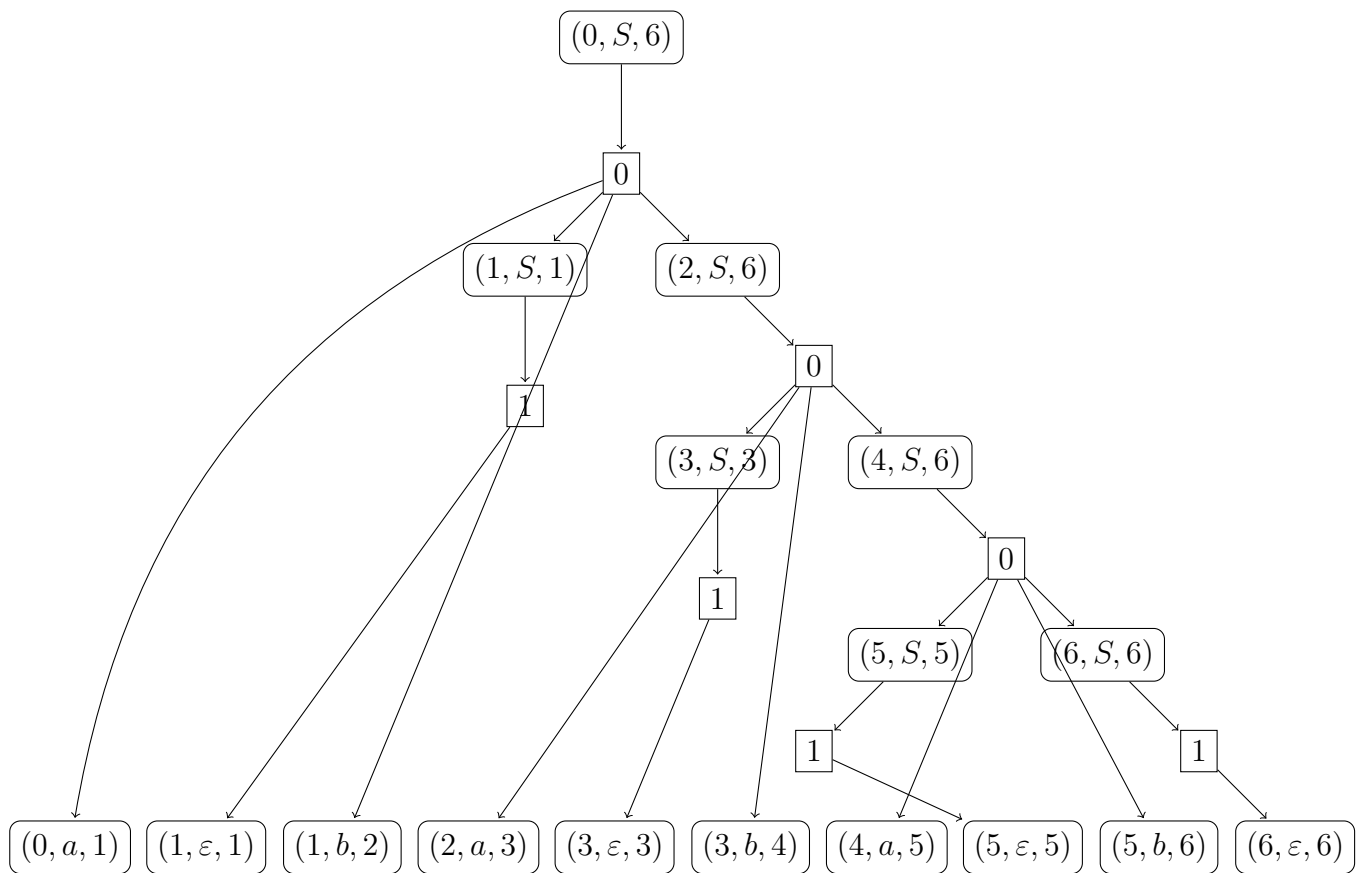 (0, S, 6)
0
(1, S, 1) (2, S, 6)
0
1
(3, S, 3) (4, S, 6)
0
1
(5, S, 5) (6, S, 6)
1 1
(0, a, 1) (1, ε, 1) (1, b, 2) (2, a, 3) (3, ε, 3) (3, b, 4) (4, a, 5) (5, ε, 5) (5, b, 6) (6, ε, 6)